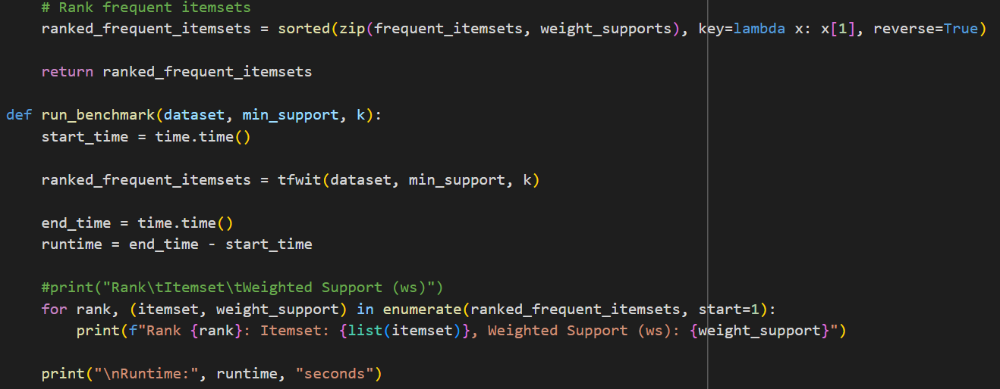 # Rank frequent itemsets
ranked_frequent_itemsets = sorted(zip(frequent_itemsets, weight_supports), key=lambda x: x[1], reverse=True)
return ranked_frequent_itemsets
def run_benchmark(dataset, min_support, k):
start_time = time.time()
ranked_frequent_itemsets = tfwit(dataset, min_support, k)
end_time = time.time()
runtime = end_time - start_time
#print("Rank\tItemset\tWeighted Support (ws)")
for rank, (itemset, weight_support) in enumerate(ranked_frequent_itemsets, start=1):
print(f"Rank {rank}: Itemset: {list(itemset)}, Weighted Support (ws): {weight_support}")
print("\nRuntime:", runtime, "seconds")